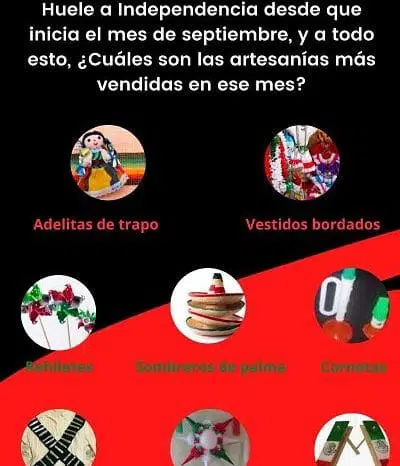 Huele a Independencia desde que
inicia el mes de septiembre, y a todo
esto, ¿Cuáles son las artesanías más
vendidas en ese mes?
Adelitas de trapo
Vestidos bordados
Rehiletes
Sombreros de palma
Cornetas